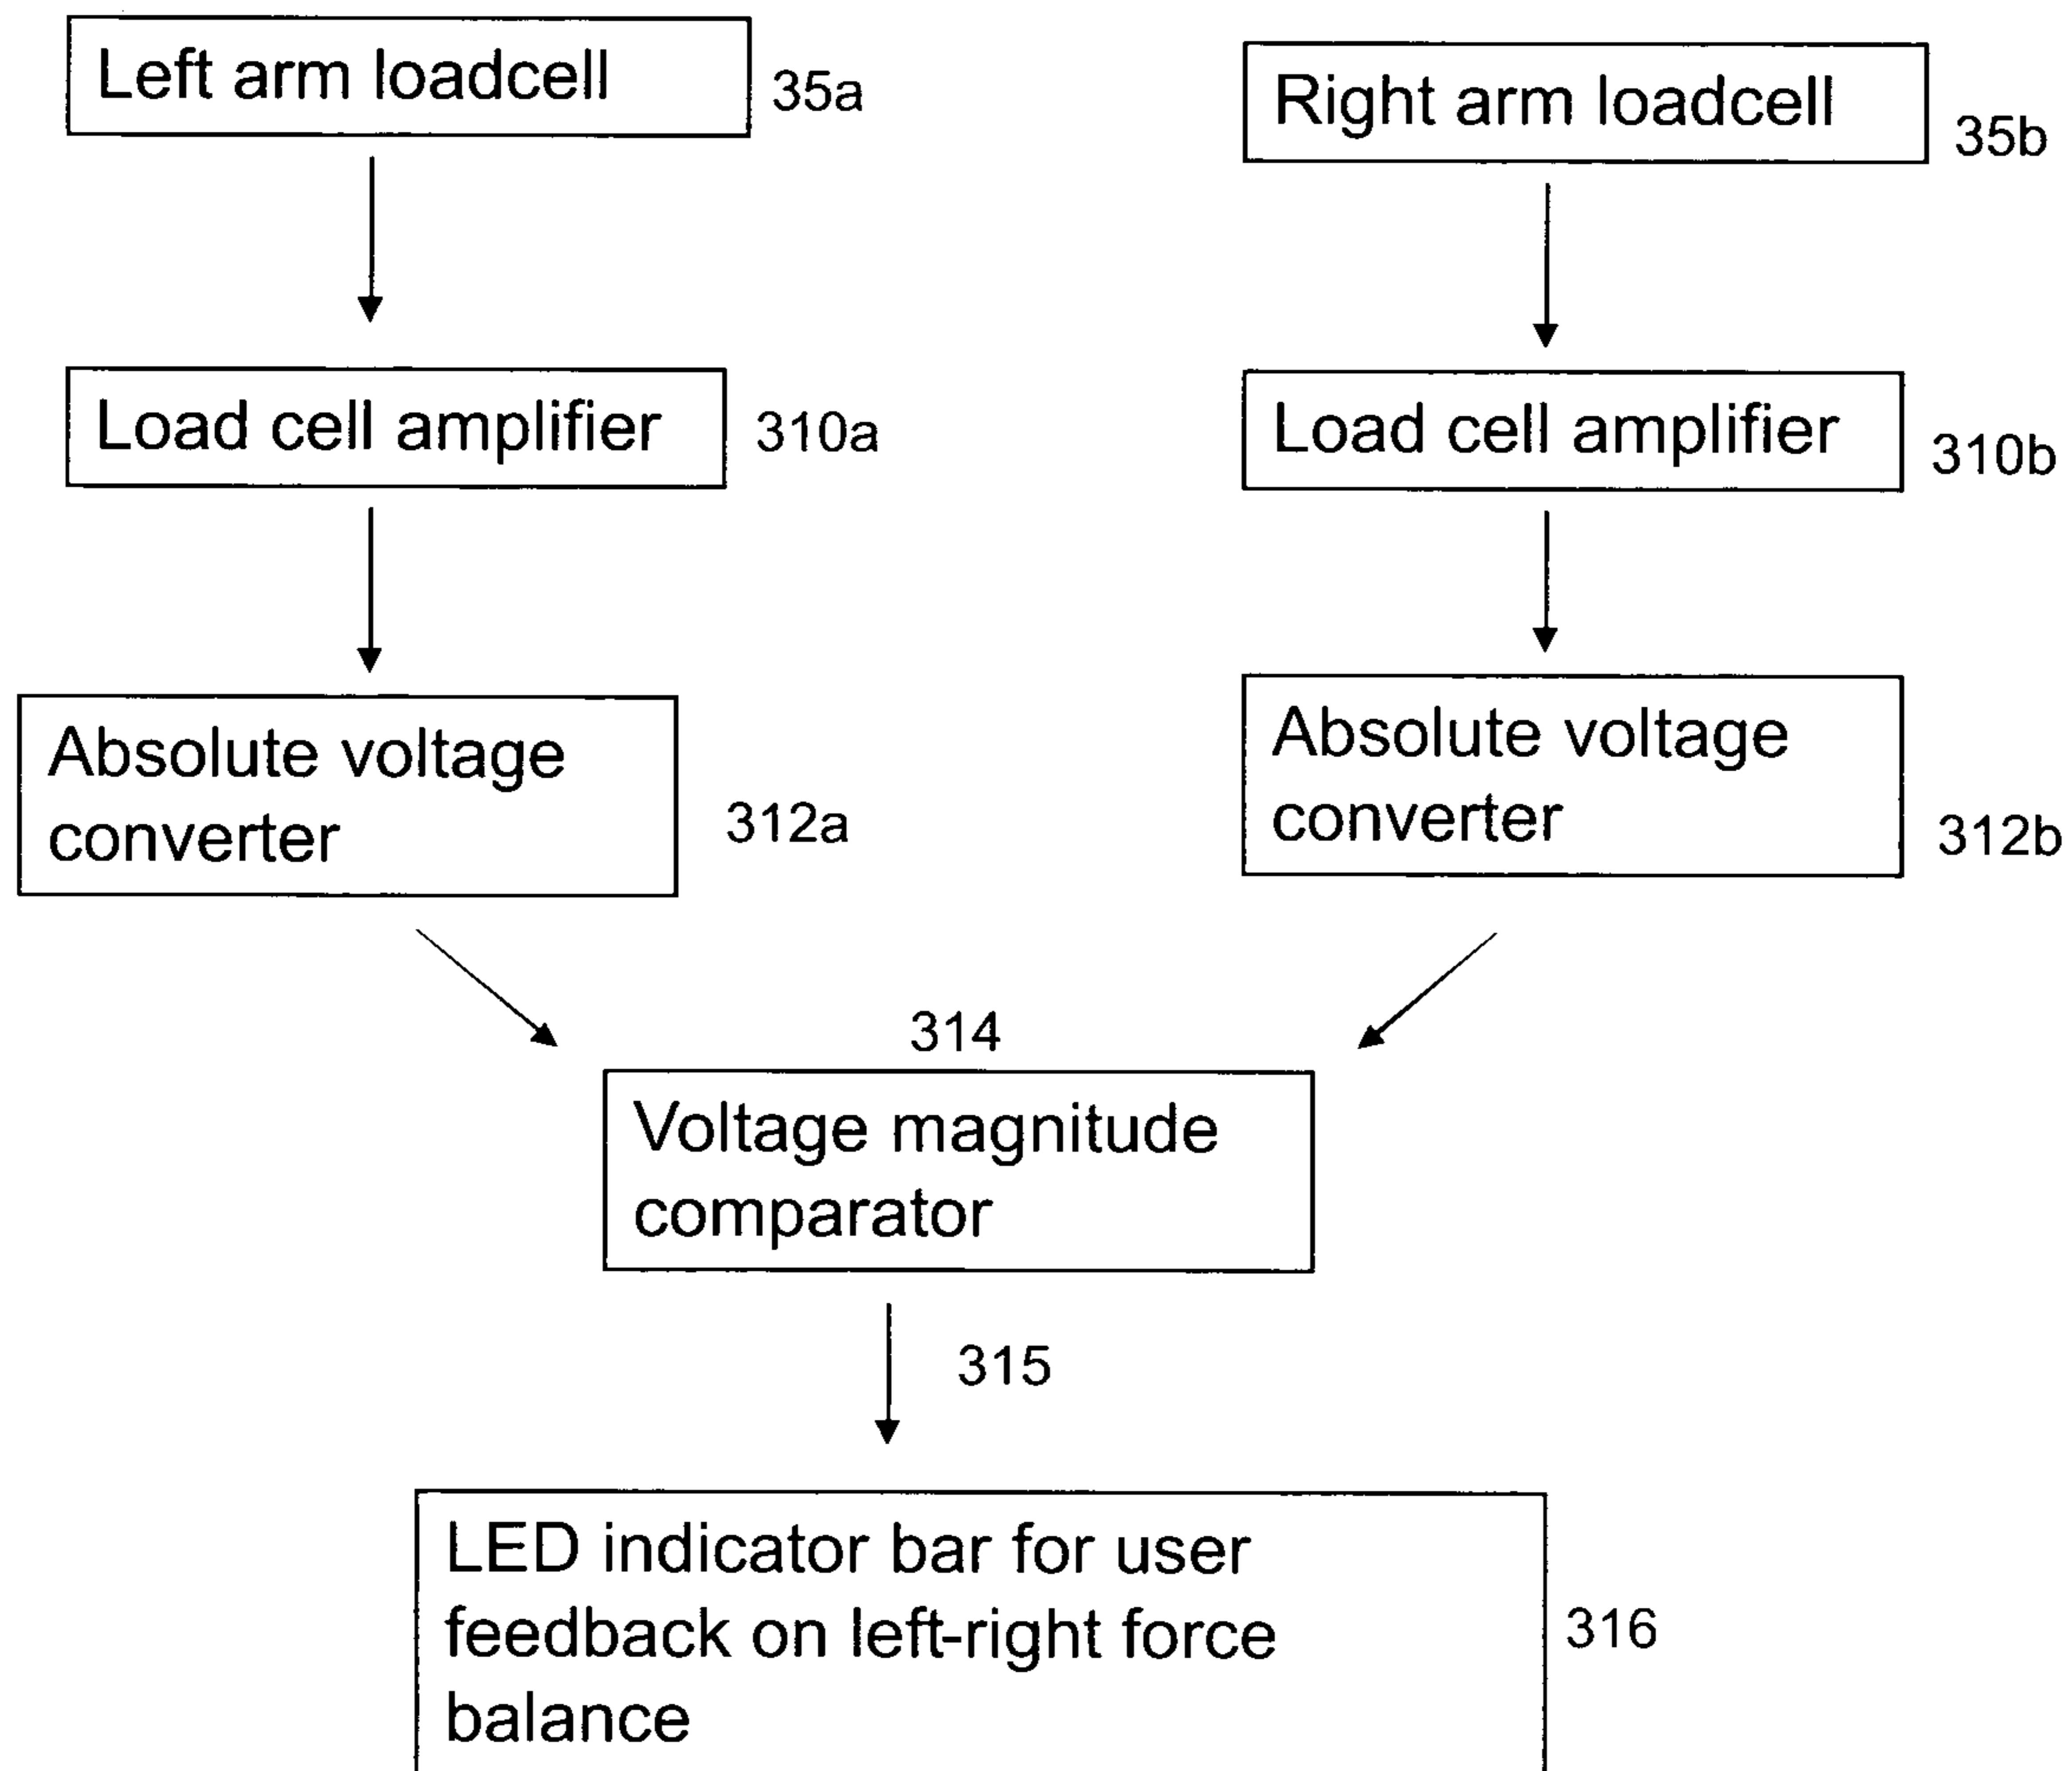 Left arm loadcell
35a
Right arm loadcell
35b
Load cell amplifier
310a
Load cell amplifier
310b
Absolute voltage
converter
312a
Absolute voltage
converter
312b
314
Voltage magnitude
comparator
315
LED indicator bar for user
feedback on left-right force
balance
316